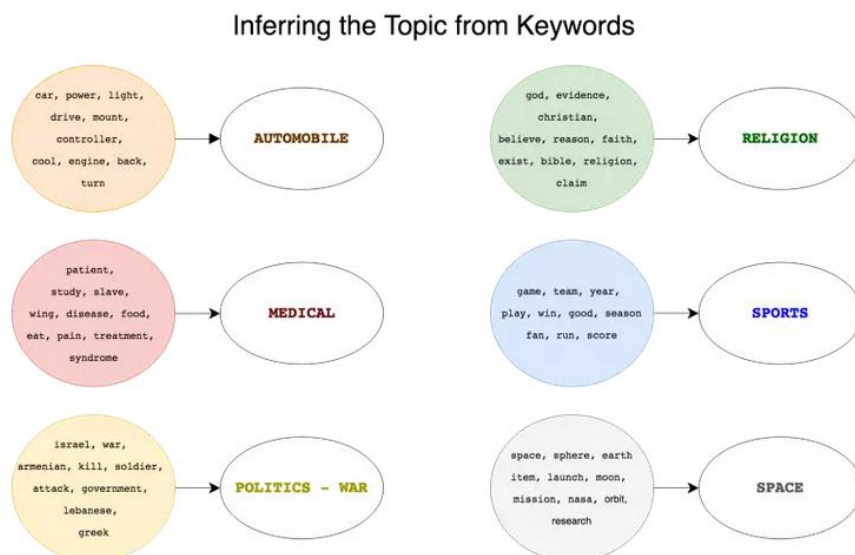 Inferring the Topic from Keywords
car, power, light,
drive, mount,
controller,
cool, engine, back,
turn
AUTOMOBILE
god, evidence,
christian,
believe, reason, faith,
exist, bible, religion,
claim
RELIGION
patient,
study, slave,
wing, disease, food,
eat, pain, treatment,
syndrome
MEDICAL
game, team, year,
play, win, good, season
fan, run, score
SPORTS
israel, war,
armenian, kill, soldier,
attack, government,
lebanese,
greek
POLITICS - WAR
space, sphere, earth
item, launch, moon,
mission, nasa, orbit,
research
SPACE